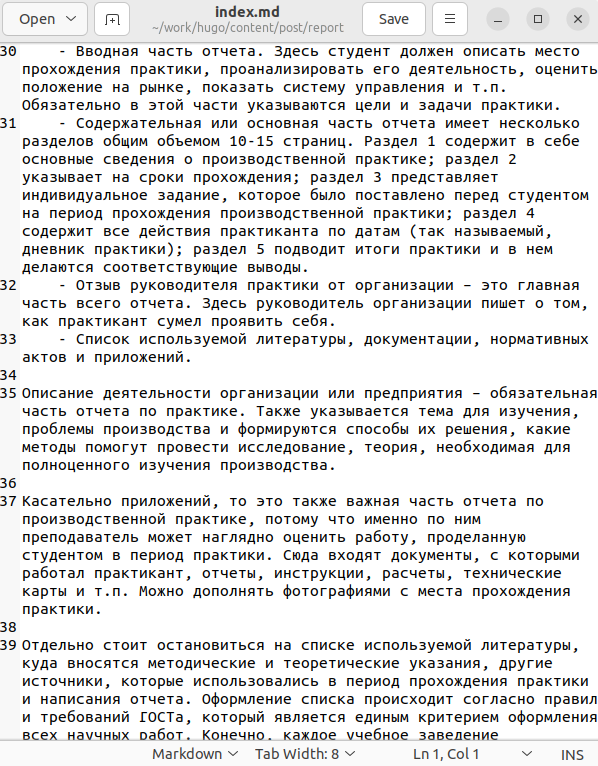 Open
index.md
~/work/hugo/content/post/report
Save
30 - Вводная часть отчета. Здесь студент должен описать место
прохождения практики, проанализировать его деятельность, оценить
положение на рынке, показать систему управления и т.п.
Обязательно в этой части указываются цели и задачи практики.
31 - Содержательная или основная часть отчета имеет несколько
разделов общим объемом 10-15 страниц. Раздел 1 содержит в себе
основные сведения о производственной практике; раздел 2
указывает на сроки прохождения; раздел 3 представляет
индивидуальное задание, которое было поставлено перед студентом
на период прохождения производственной практики; раздел 4
содержит все действия практиканта по датам (так называемый,
дневник практики); раздел 5 подводит итоги практики и в нем
делаются соответствующие выводы.
32 - Отзыв руководителя практики от организации – это главная
часть всего отчета. Здесь руководитель организации пишет о том,
как практикант сумел проявить себя.
33 - Список используемой литературы, документации, нормативных
актов и приложений.
34
35 Описание деятельности организации или предприятия – обязательная
часть отчета по практике. Также указывается тема для изучения,
проблемы производства и формируются способы их решения, какие
методы помогут провести исследование, теория, необходимая для
полноценного изучения производства.
36
37 Касательно приложений, то это также важная часть отчета по
производственной практике, потому что именно по ним
преподаватель может наглядно оценить работу, проделанную
студентом в период практики. Сюда входят документы, с которыми
работал практикант, отчеты, инструкции, расчеты, технические
карты и т.п. Можно дополнять фотографиями с места прохождения
практики.
38
39 Отдельно стоит остановиться на списке используемой литературы,
куда вносятся методические и теоретические указания, другие
источники, которые использовались в период прохождения практики
и написания отчета. Оформление списка происходит согласно правил
и требований ГОСТа, который является единым критерием оформления
всех научных работ. Конечно, каждое учебное заведение
Markdown Tab Width: 8 Ln 1, Col 1 INS